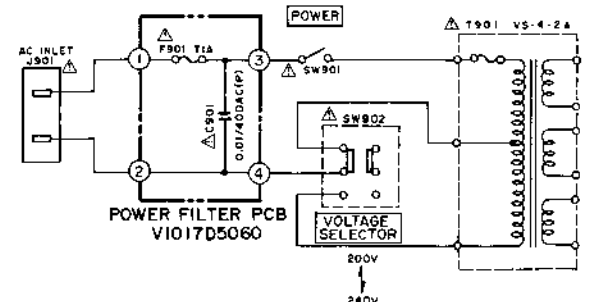 POWER
T901 VS-4-2A
AC INLET
J901
1
F901 T1A
3
SW901
C901
0.01/400AC(P)
SW902
2
4
POWER FILTER PCB
V1017D5060
VOLTAGE
SELECTOR
200V
240V